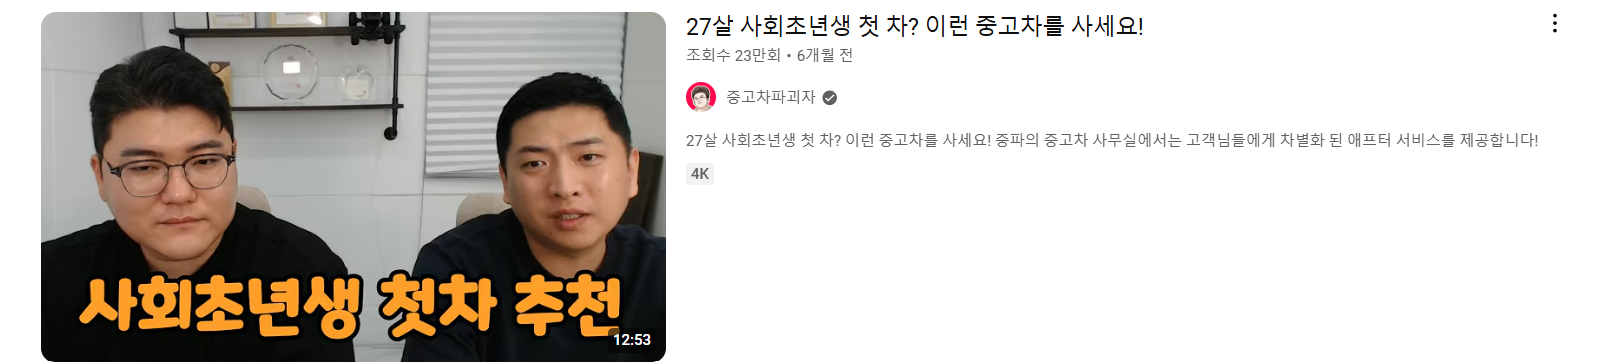 27살 사회초년생 첫 차? 이런 중고차를 사세요!
조회수 23만회 • 6개월 전
중고차파괴자
27살 사회초년생 첫 차? 이런 중고차를 사세요! 중파의 중고차 사무실에서는 고객님들에게 차별화 된 애프터 서비스를 제공합니다!
4K
사회초년생 첫차 추천
12:53